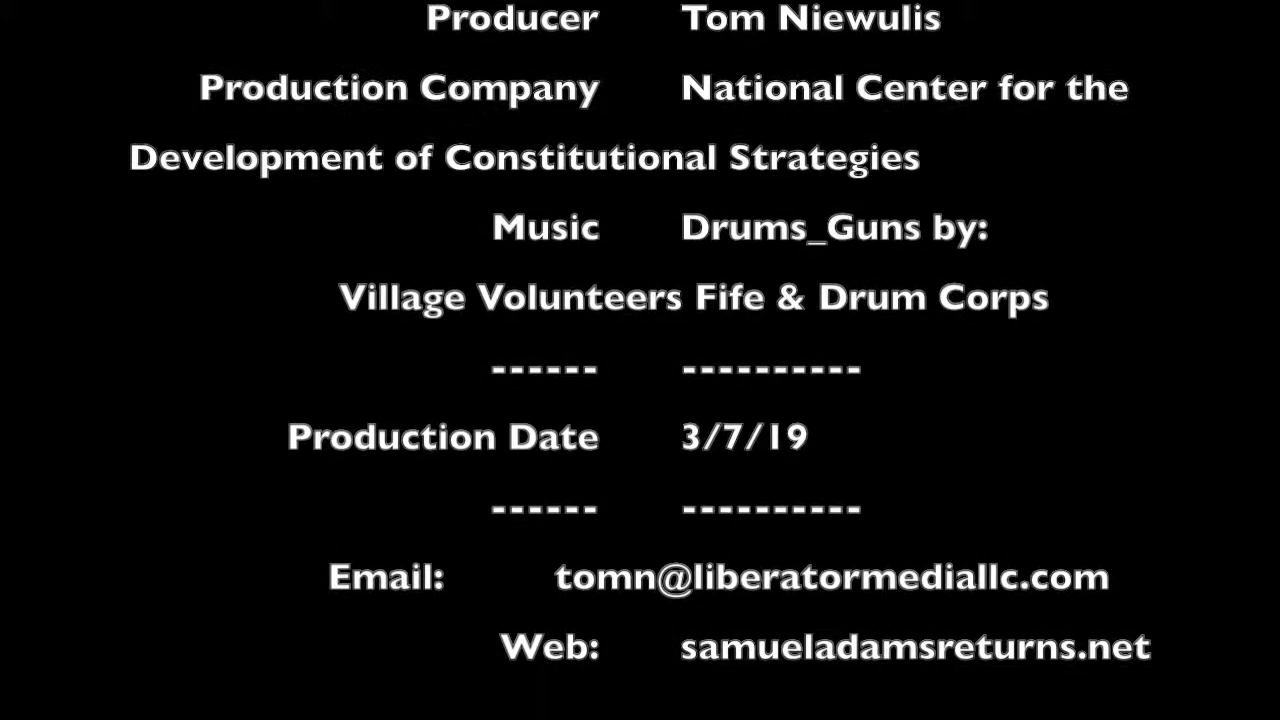 Producer Tom Niewulis
Production Company National Center for the
Development of Constitutional Strategies
Music Drums_Guns by:
Village Volunteers Fife & Drum Corps
------ ----------
Production Date 3/7/19
------ ----------
Email: tomn@liberatormediallc.com
Web: samueladamsreturns.net